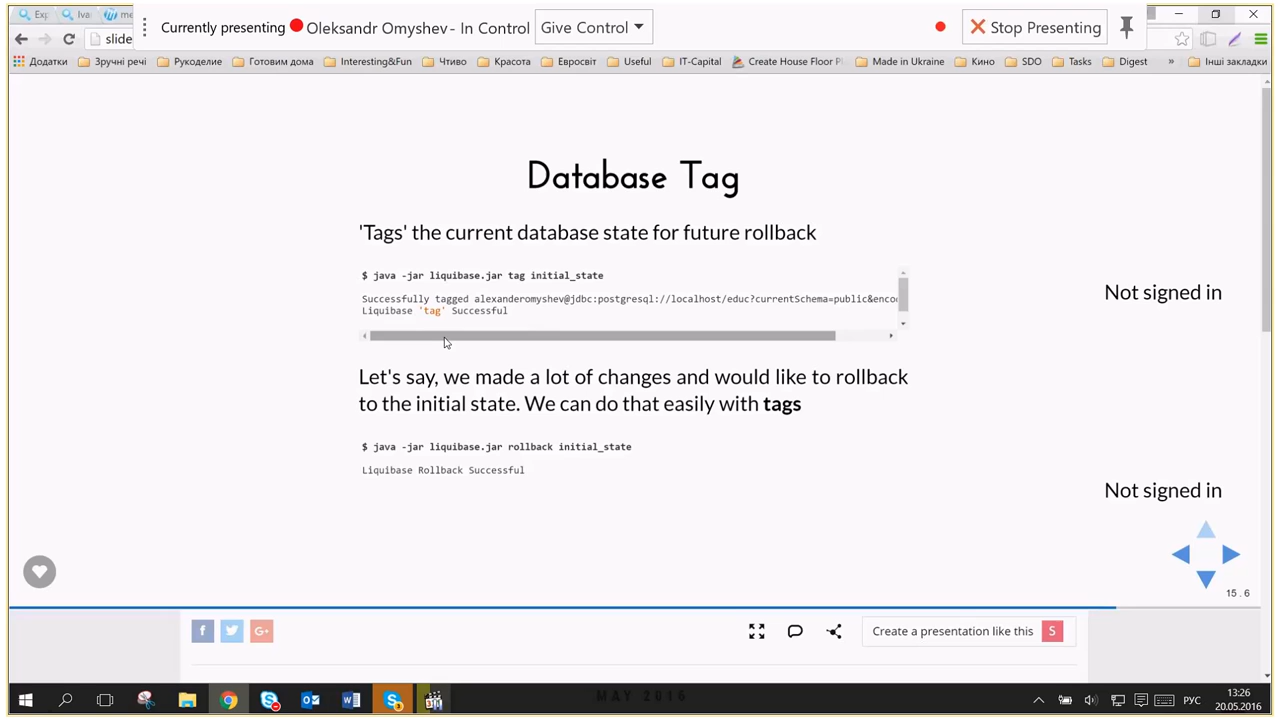 Exp
Iva
me
Currently presenting
Oleksandr Omyshev - In Control
Give Control
Stop Presenting
slide
Додатки
Зручні речі
Рукоделие
Готовим дома
Interesting&Fun
Чтиво
Красота
Евросвіт
Useful
IT-Capital
Create House Floor Pl
Made in Ukraine
Кино
SDO
Tasks
Digest
»
Інші закладки
Database Tag
'Tags' the current database state for future rollback
$ java -jar liquibase.jar tag initial_state
Successfully tagged alexanderomyshev@jdbc:postgresql://localhost/educ?currentSchema=public&enco
Liquibase 'tag' Successful
Not signed in
Let's say, we made a lot of changes and would like to rollback
to the initial state. We can do that easily with tags
$ java -jar liquibase.jar rollback initial_state
Liquibase Rollback Successful
Not signed in
15.6
f
G+
Create a presentation like this
S
MAY 2016
РУС
13:26
20.05.2016